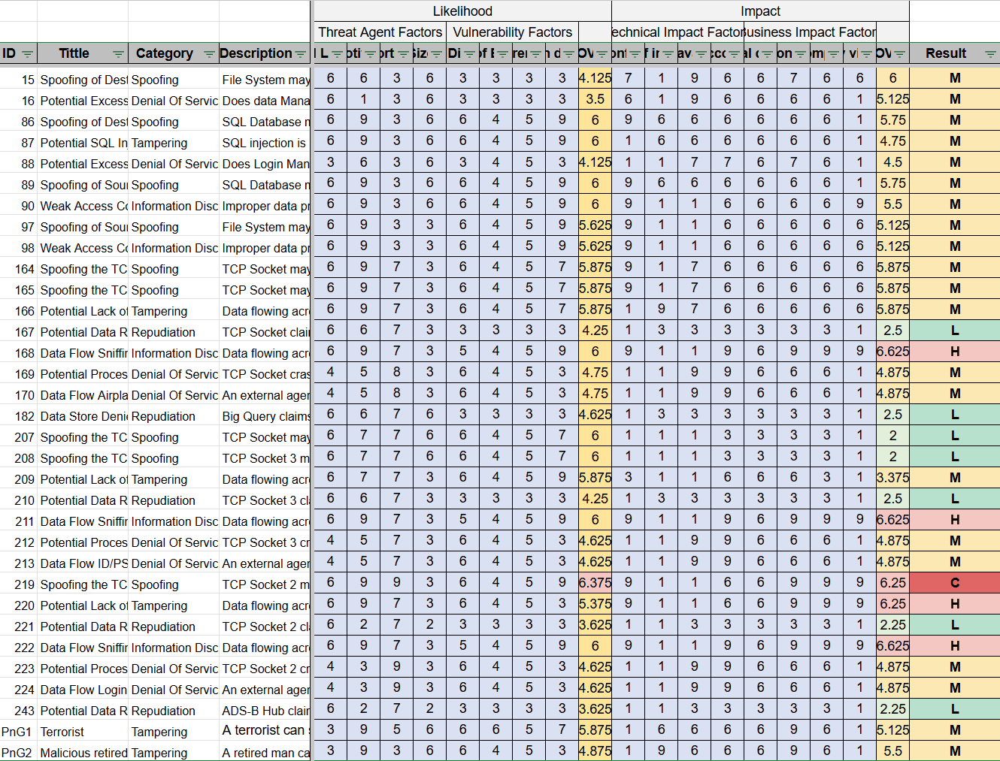 Likelihood Impact
Threat Agent Factors Vulnerability Factors echnical Impact Factor Business Impact Factor
ID Tittle Category Description L Di OV OV Result
15 Spoofing of Dest Spoofing File System may 6 6 3 6 3 3 3 3 4.125 7 1 9 6 6 7 6 6 6 M
16 Potential Excess Denial Of Servic Does data Mana 6 1 3 6 3 3 3 3 3.5 6 1 9 6 6 6 6 1 5.125 M
86 Spoofing of Dest Spoofing SQL Database m 6 9 3 6 6 4 5 9 6 9 6 6 6 6 6 6 1 5.75 M
87 Potential SQL In Tampering SQL injection is 6 9 3 6 6 4 5 9 6 1 6 6 6 6 6 6 1 4.75 M
88 Potential Excess Denial Of Servic Does Login Man 3 6 3 6 3 4 5 3 4.125 1 1 7 7 6 7 6 1 4.5 M
89 Spoofing of Sour Spoofing SQL Database m 6 9 3 6 6 4 5 9 6 9 6 6 6 6 6 6 1 5.75 M
90 Weak Access Co Information Disc Improper data pr 6 9 3 6 6 4 5 9 6 9 1 1 6 6 6 6 9 5.5 M
97 Spoofing of Sour Spoofing File System may 6 9 3 3 6 4 5 9 5.625 9 1 1 6 6 6 6 6 5.125 M
98 Weak Access Co Information Disc Improper data pr 6 9 3 3 6 4 5 9 5.625 9 1 1 6 6 6 6 6 5.125 M
164 Spoofing the TC Spoofing TCP Socket may 6 9 7 3 6 4 5 7 5.875 9 1 7 6 6 6 6 6 5.875 M
165 Spoofing the TC Spoofing TCP Socket may 6 9 7 3 6 4 5 7 5.875 9 1 7 6 6 6 6 6 5.875 M
166 Potential Lack of Tampering Data flowing acro 6 9 7 3 6 4 5 7 5.875 1 9 7 6 6 6 6 6 5.875 M
167 Potential Data R Repudiation TCP Socket clai 6 6 7 3 3 3 3 3 4.25 1 3 3 3 3 3 3 1 2.5 L
168 Data Flow Sniffin Information Disc Data flowing acro 6 9 7 3 5 4 5 9 6 9 1 1 9 6 9 9 9 6.625 H
169 Potential Proces Denial Of Servic TCP Socket cras 4 5 8 3 6 4 5 3 4.75 1 1 9 9 6 6 6 1 4.875 M
170 Data Flow Airpla Denial Of Servic An external agen 4 5 8 3 6 4 5 3 4.75 1 1 9 9 6 6 6 1 4.875 M
182 Data Store Denie Repudiation Big Query claims 6 6 7 6 3 3 3 3 4.625 1 3 3 3 3 3 3 1 2.5 L
207 Spoofing the TC Spoofing TCP Socket may 6 7 7 6 6 4 5 7 6 1 1 1 3 3 3 3 1 2 L
208 Spoofing the TC Spoofing TCP Socket 3 m 6 7 7 6 6 4 5 7 6 1 1 1 3 3 3 3 1 2 L
209 Potential Lack of Tampering Data flowing acro 6 7 7 3 6 4 5 9 5.875 3 1 1 6 6 6 3 1 3.375 M
210 Potential Data R Repudiation TCP Socket 3 cl 6 6 7 3 3 3 3 3 4.25 1 3 3 3 3 3 3 1 2.5 L
211 Data Flow Sniffin Information Disc Data flowing acro 6 9 7 3 5 4 5 9 6 9 1 1 9 6 9 9 9 6.625 H
212 Potential Proces Denial Of Servic TCP Socket 3 cr 4 5 7 3 6 4 5 3 4.625 1 1 9 9 6 6 6 1 4.875 M
213 Data Flow ID/PS Denial Of Servic An external agen 4 5 7 3 6 4 5 3 4.625 1 1 9 9 6 6 6 1 4.875 M
219 Spoofing the TC Spoofing TCP Socket 2 m 6 9 9 3 6 4 5 9 6.375 9 1 1 6 6 9 9 9 6.25 C
220 Potential Lack of Tampering Data flowing acro 6 9 7 3 6 4 5 3 5.375 9 1 1 6 6 9 9 9 6.25 H
221 Potential Data R Repudiation TCP Socket 2 cl 6 2 7 2 3 3 3 3 3.625 1 1 3 3 3 3 3 1 2.25 L
222 Data Flow Sniffin Information Disc Data flowing acro 6 9 7 3 5 4 5 9 6 9 1 1 9 6 9 9 9 6.625 H
223 Potential Proces Denial Of Servic TCP Socket 2 cr 4 3 9 3 6 4 5 3 4.625 1 1 9 9 6 6 6 1 4.875 M
224 Data Flow Login Denial Of Servic An external agen 4 3 9 3 6 4 5 3 4.625 1 1 9 9 6 6 6 1 4.875 M
243 Potential Data R Repudiation ADS-B Hub clair 6 2 7 2 3 3 3 3 3.625 1 1 3 3 3 3 3 1 2.25 L
PnG1 Terrorist Tampering A terrorist can s 3 9 5 6 6 6 5 7 5.875 1 6 6 6 6 9 6 1 5.125 M
PnG2 Malicious retired Tampering A retired man ca 3 9 3 6 6 4 5 3 4.875 1 9 6 6 6 9 6 1 5.5 M